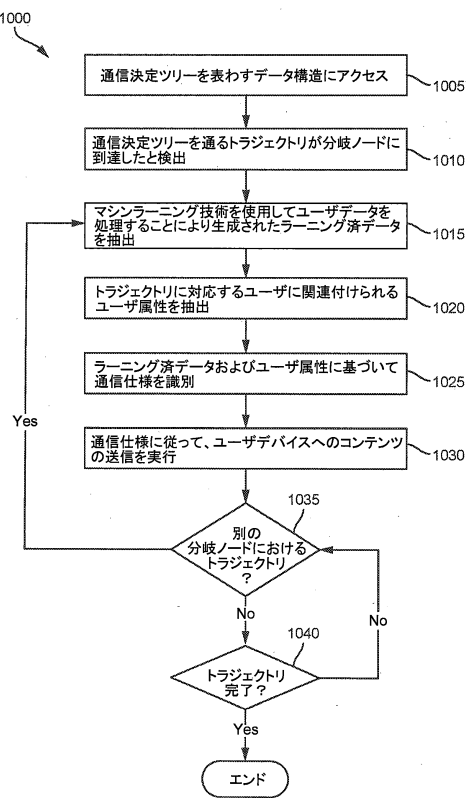 1000
通信決定ツリーを表わすデータ構造にアクセス
1005
通信決定ツリーを通るトラジェクトリが分岐ノードに
到達したと検出
1010
マシンラーニング技術を使用してユーザデータを
処理することにより生成されたラーニング済データ
を抽出
1015
トラジェクトリに対応するユーザに関連付けられる
ユーザ属性を抽出
1020
ラーニング済データおよびユーザ属性に基づいて
通信仕様を識別
1025
通信仕様に従って、ユーザデバイスへのコンテンツ
の送信を実行
1030
1035
別の
分岐ノードにおける
トラジェクトリ
?
Yes
No
1040
トラジェクトリ
完了?
No
Yes
エンド